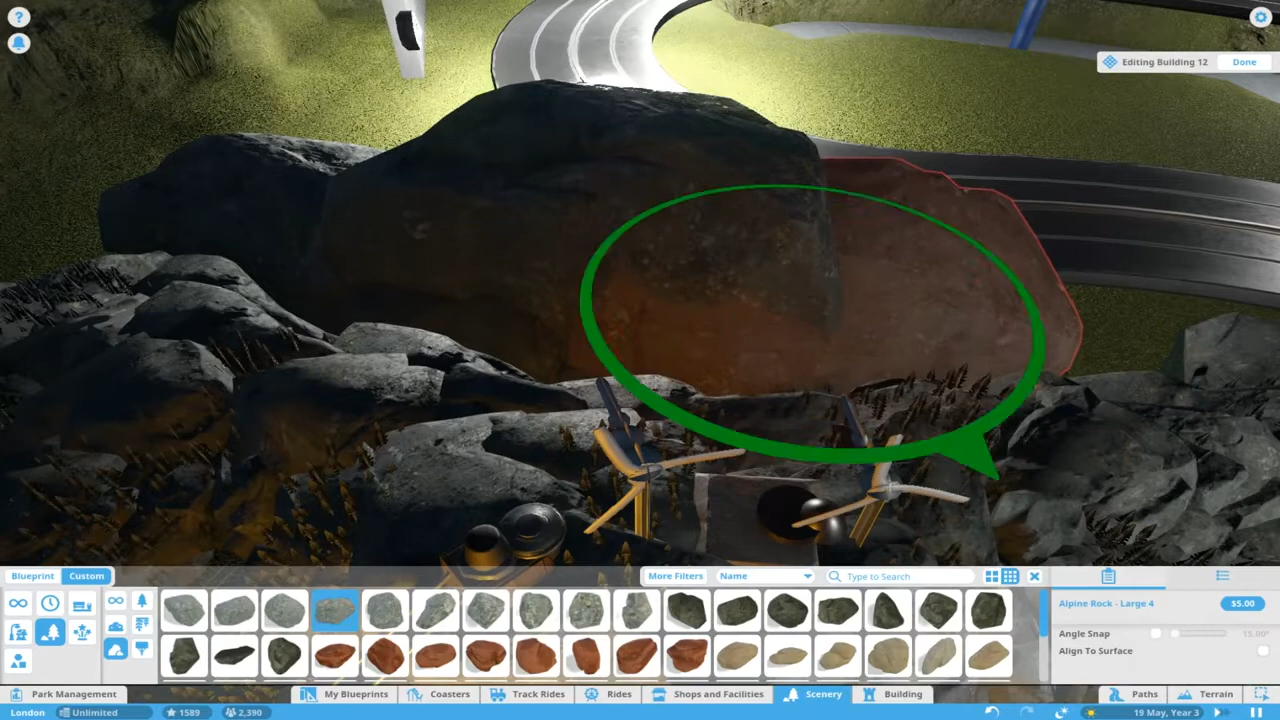 ?
Editing Building 12 Done
Blueprint Custom
More Filters Name Type to Search
Alpine Rock - Large 4 $5.00
Angle Snap 15.00°
Align To Surface
Park Management My Blueprints Coasters Track Rides Rides Shops and Facilities Scenery Building Paths Terrain
London Unlimited 1589 2,390 19 May, Year 3